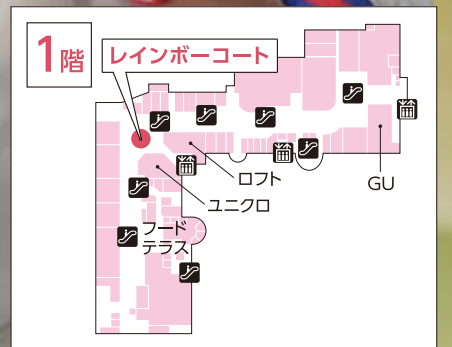 1階
レインボーコート
ロフト
GU
ユニクロ
フード
テラス